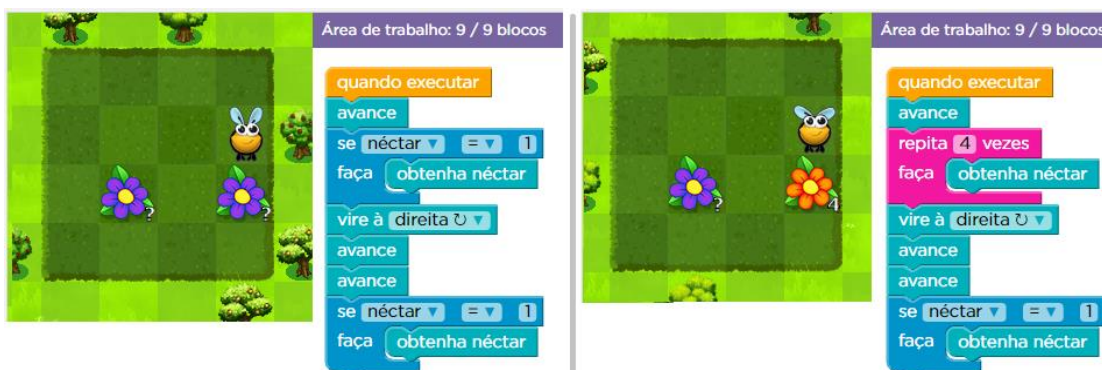 Área de trabalho: 9 / 9 blocos
quando executar
avance
se néctar = 1
faça obtenha néctar
vire à direita
avance
avance
se néctar = 1
faça obtenha néctar
?
?
Área de trabalho: 9 / 9 blocos
quando executar
avance
repita 4 vezes
faça obtenha néctar
vire à direita
avance
avance
se néctar = 1
faça obtenha néctar
?
4